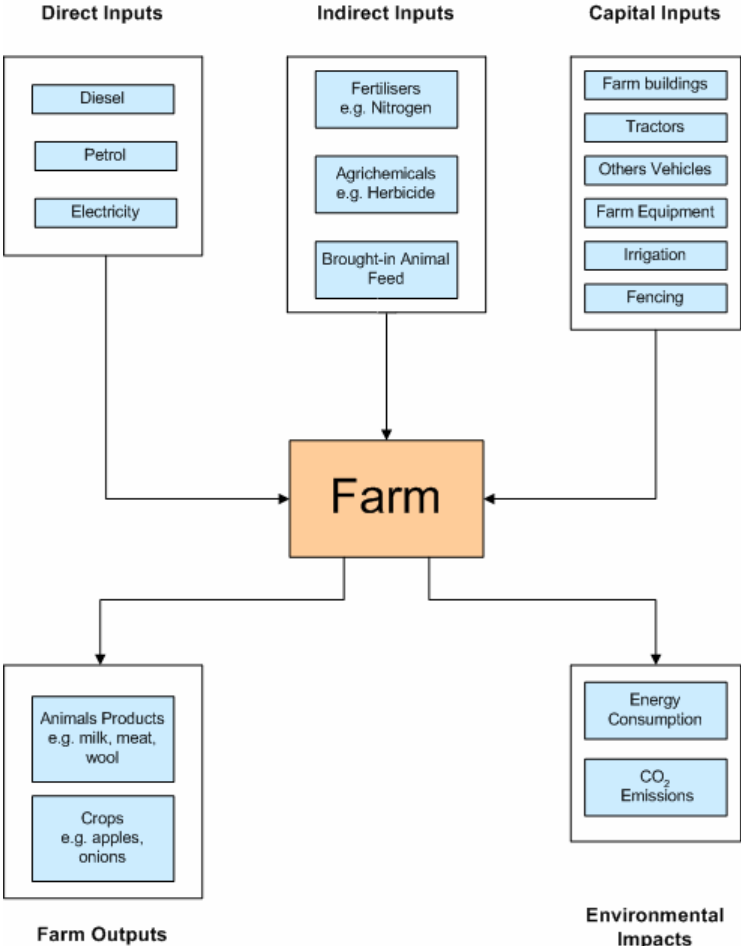 Direct Inputs
Diesel
Petrol
Electricity
Indirect Inputs
Fertilisers
e.g. Nitrogen
Agrichemicals
e.g. Herbicide
Brought-in Animal
Feed
Capital Inputs
Farm buildings
Tractors
Others Vehicles
Farm Equipment
Irrigation
Fencing
Farm
Animals Products
e.g. milk, meat,
wool
Crops
e.g. apples,
onions
Farm Outputs
Energy
Consumption
CO₂
Emissions
Environmental
Impacts